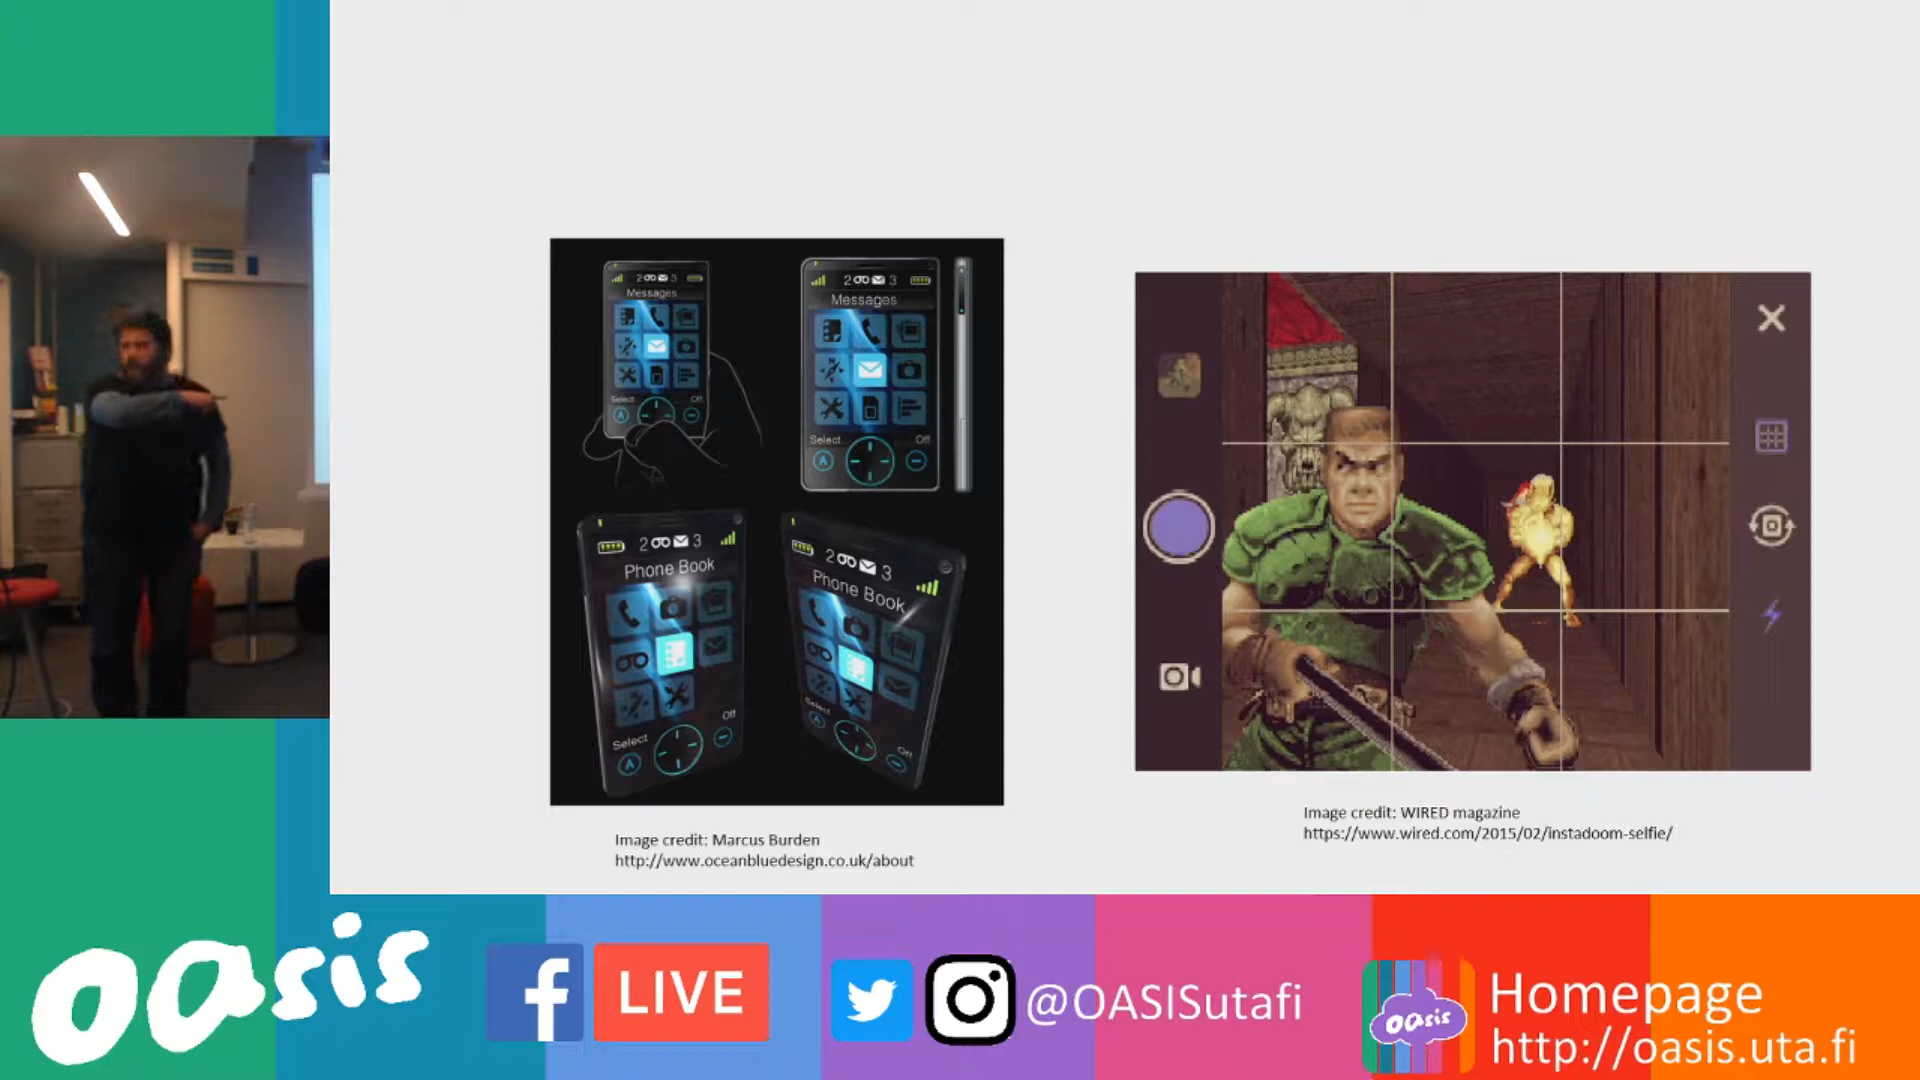 2 3
Messages
Select
Off
A
2 3
Messages
Select
Off
A
2 3
Phone Book
Select
Off
A
2 3
Phone Book
Select
Off
A
Image credit: Marcus Burden
http://www.oceanbluedesign.co.uk/about
Image credit: WIRED magazine
https://www.wired.com/2015/02/instadoom-selfie/
oasis
f LIVE
@OASISutafi
oasis
Homepage
http://oasis.uta.fi